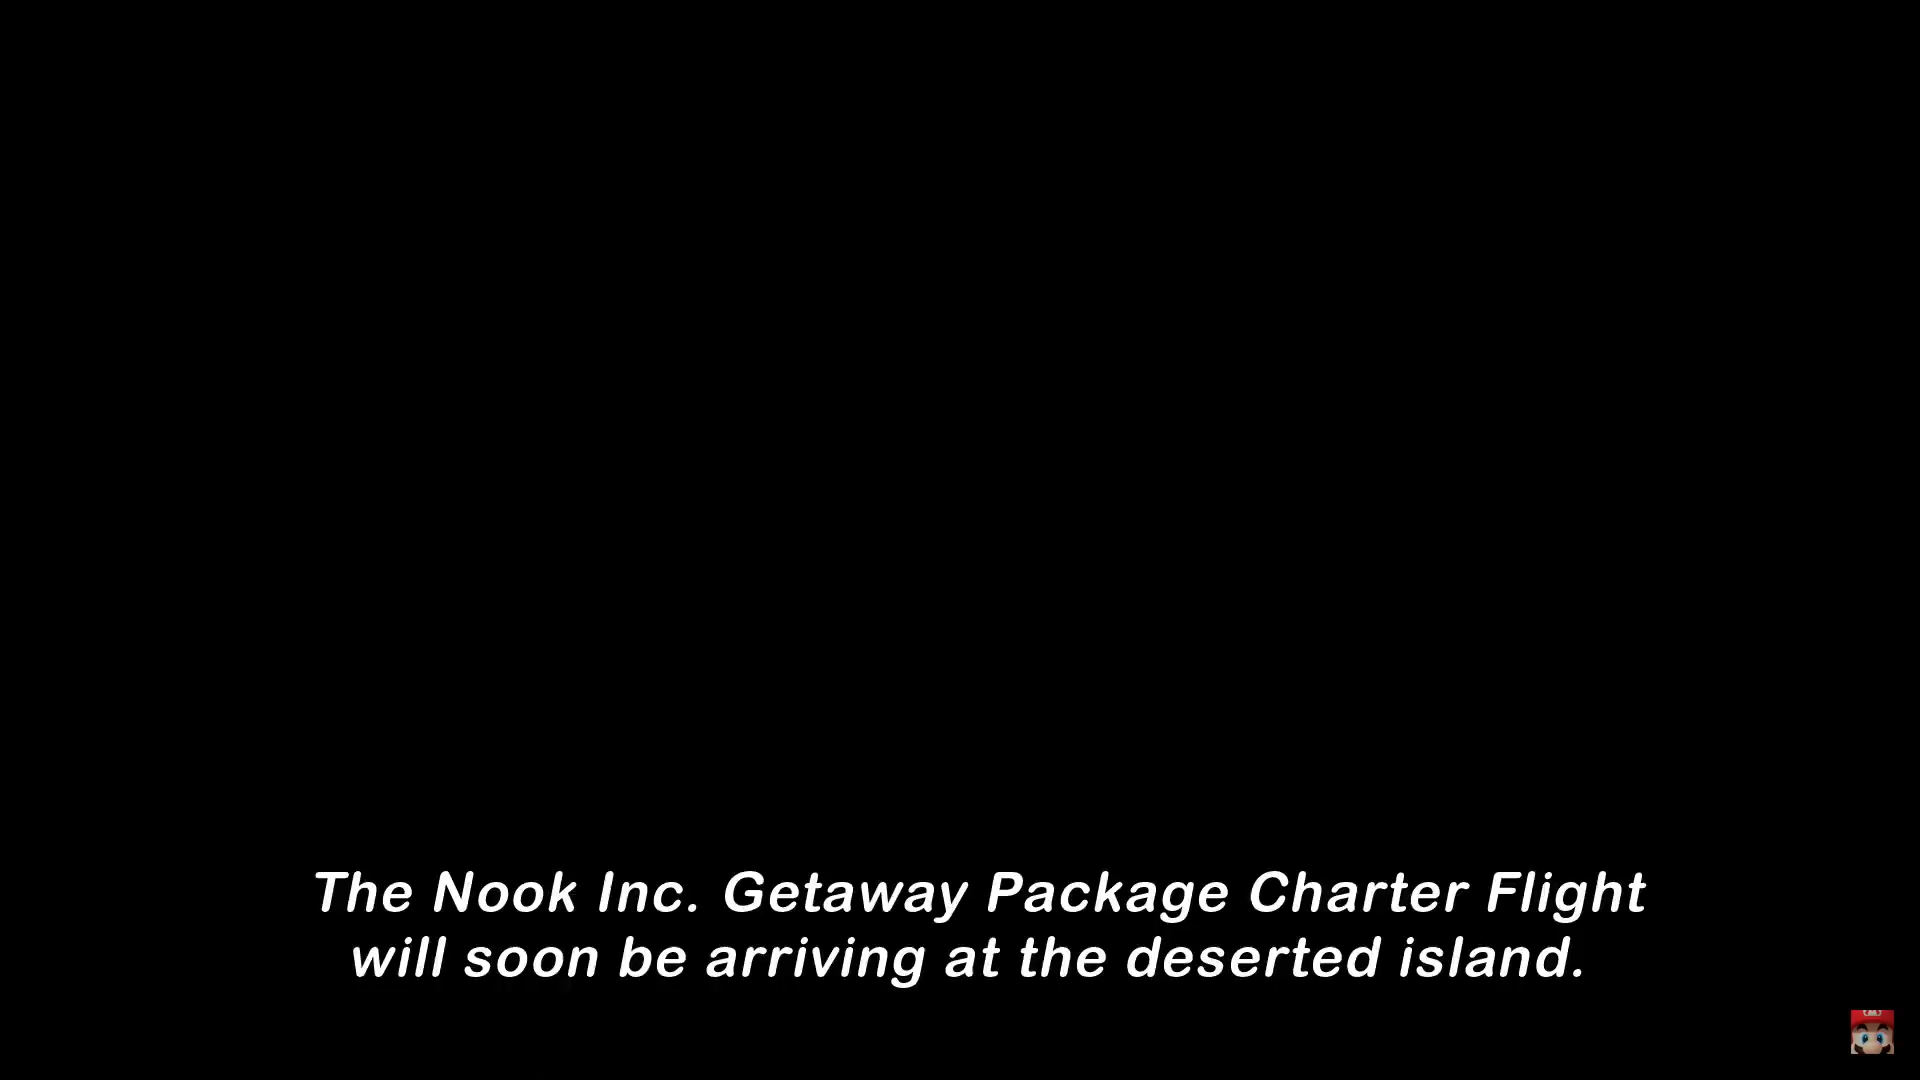 The Nook Inc. Getaway Package Charter Flight
will soon be arriving at the deserted island.